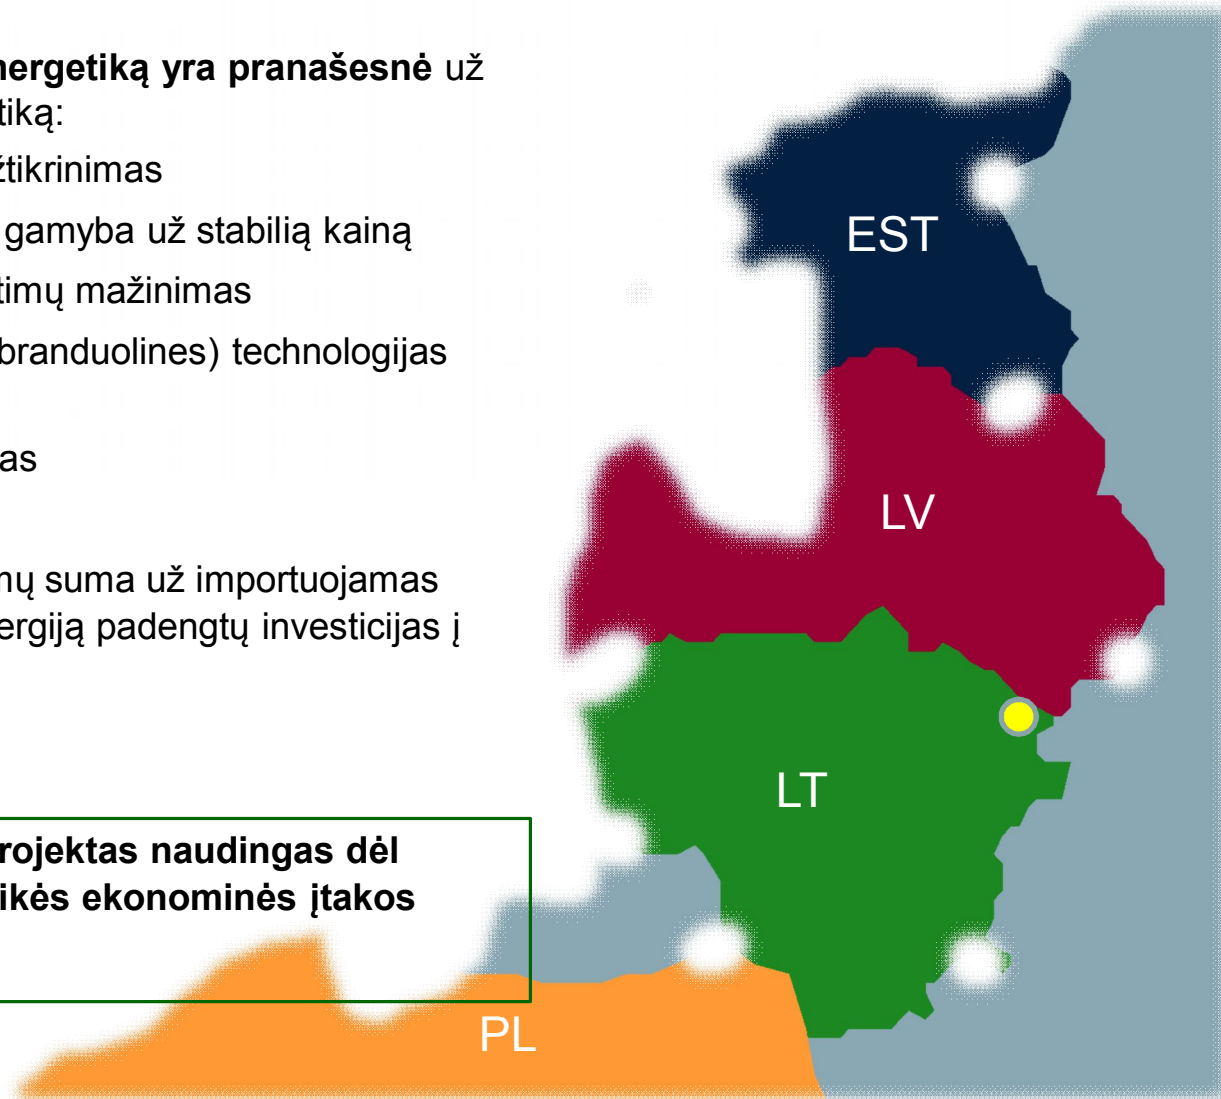 nergetiką yra pranašesnė už
tiką:
žtikrinimas
gamyba už stabilią kainą
timų mažinimas
branduolines) technologijas
as
mų suma už importuojamas
ergiją padengtų investicijas į
rojektas naudingas dėl
ikės ekonominės įtakos
EST
LV
LT
PL